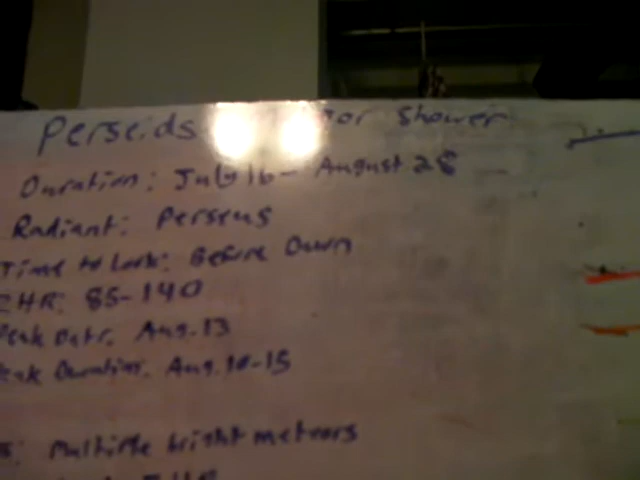 Perseids or Shower
Duration: July 16 - August 28
Radiant: Perseus
Time to Look: Before Dawn
ZHR: 85-140
Peak Date: Aug. 13
Peak Duration: Aug. 10-15
Multiple bright meteors